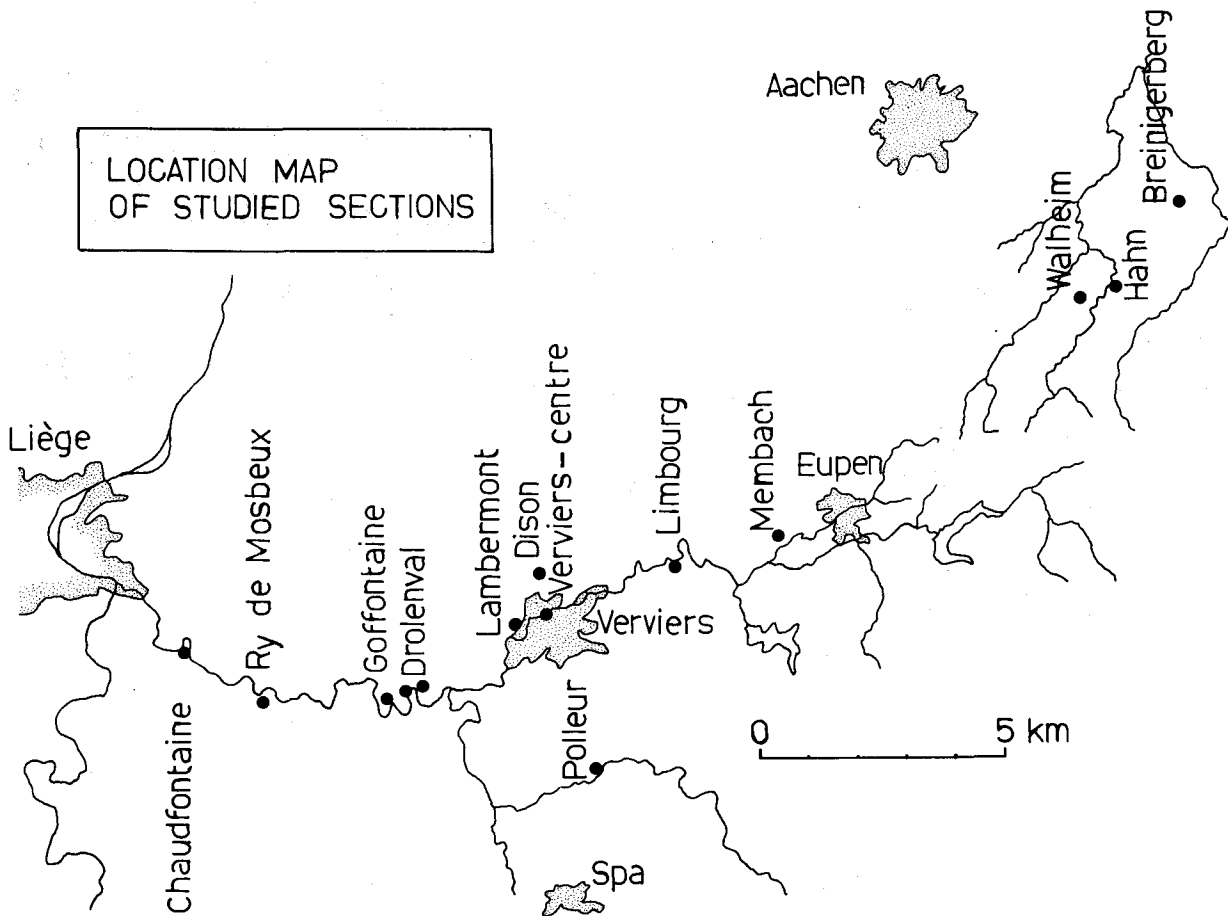 LOCATION MAP
OF STUDIED SECTIONS
Aachen
Breinigerberg
Walheim
Hahn
Liège
Ry de Mosbeux
Goffontaine
Drolenval
Lambermont
Dison
Verviers-centre
Limbourg
Membach
Eupen
Verviers
Chaudfontaine
Polleur
0 5 km
Spa